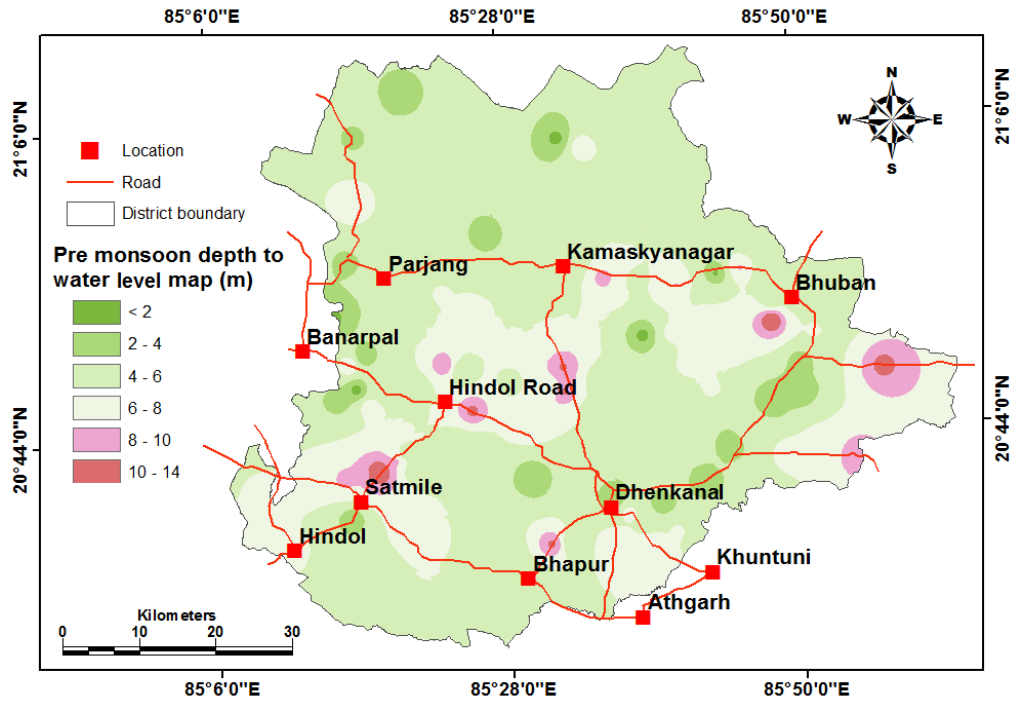 85°6'0"E 85°28'0"E 85°50'0"E
21°6'0"N
21°6'0"N
N
W E
S
Location
Road
District boundary
Pre monsoon depth to
water level map (m)
< 2
2 - 4
4 - 6
6 - 8
8 - 10
10 - 14
Kamaskyanagar
Parjang
Bhuban
Banarpal
Hindol Road
20°44'0"N
20°44'0"N
Satmile
Dhenkanal
Hindol
Bhapur
Khuntuni
Athgarh
Kilometers
0 10 20 30
85°6'0"E 85°28'0"E 85°50'0"E